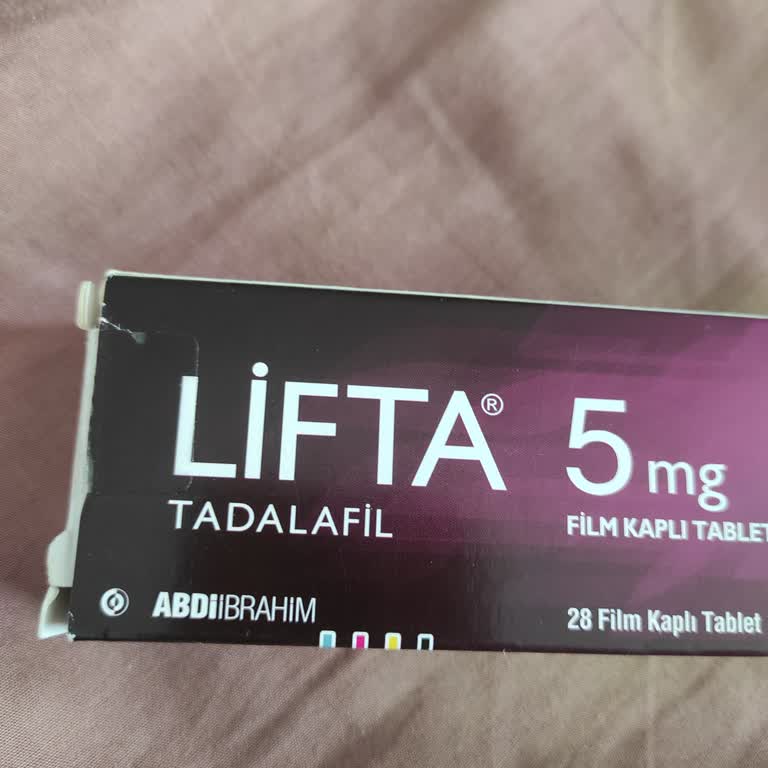 LİFTA® 5 mg
TADALAFİL
FİLM KAPLI TABLET
ABDİİBRAHİM
28 Film Kaplı Tablet